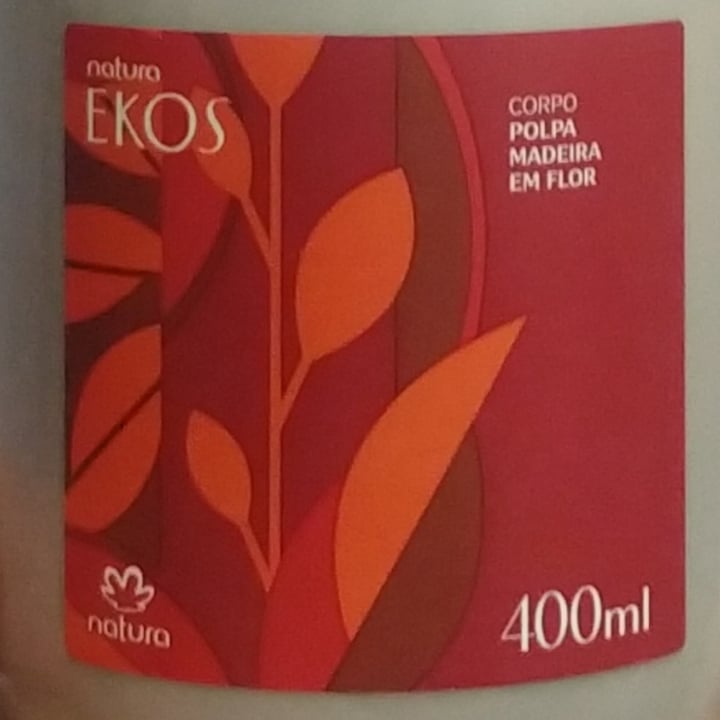 natura
EKOS
CORPO
POLPA
MADEIRA
EM FLOR
natura
400ml